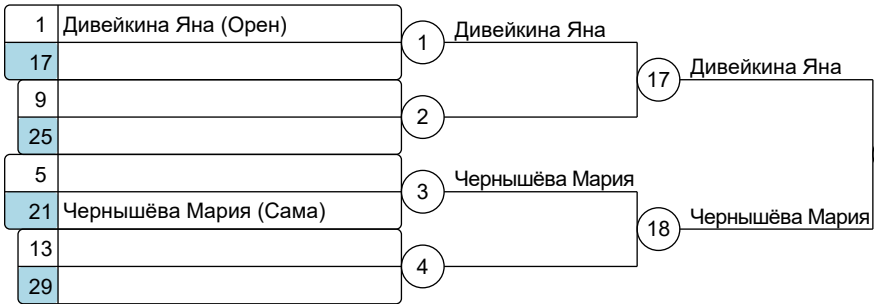 1 Дивейкина Яна (Орен)
1 Дивейкина Яна
17
17 Дивейкина Яна
9
2
25
5
3 Чернышёва Мария
21 Чернышёва Мария (Сама)
18 Чернышёва Мария
13
4
29